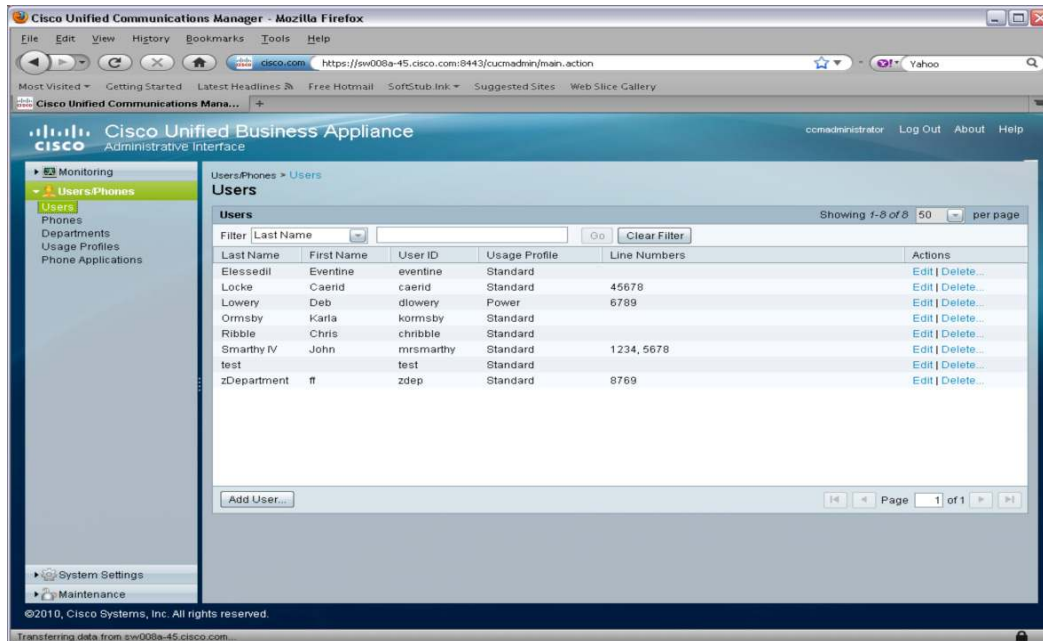 Cisco Unified Communications Manager - Mozilla Firefox
File Edit View History Bookmarks Tools Help
cisco.com https://sw008a-45.cisco.com:8443/cucmadmin/main.action Yahoo
Most Visited Getting Started Latest Headlines Free Hotmail SoftStub.lnk Suggested Sites Web Slice Gallery
Cisco Unified Communications Mana... +
CISCO Cisco Unified Business Appliance
Administrative Interface
ccmadministrator Log Out About Help
Monitoring
Users/Phones
Users
Phones
Departments
Usage Profiles
Phone Applications
System Settings
Maintenance
Users/Phones > Users
Users
Users Showing 1-8 of 8 50 per page
Filter Last Name Go Clear Filter
Last Name First Name User ID Usage Profile Line Numbers Actions
Elessedil Eventine eventine Standard Edit | Delete...
Locke Caerid caerid Standard 45678 Edit | Delete...
Lowery Deb dlowery Power 6789 Edit | Delete...
Ormsby Karla kormsby Standard Edit | Delete...
Ribble Chris chribble Standard Edit | Delete...
Smarthy IV John mrsmarthy Standard 1234, 5678 Edit | Delete...
test test Standard Edit | Delete...
zDepartment ff zdep Standard 8769 Edit | Delete...
Add User... Page 1 of 1
©2010, Cisco Systems, Inc. All rights reserved.
Transferring data from sw008a-45.cisco.com...